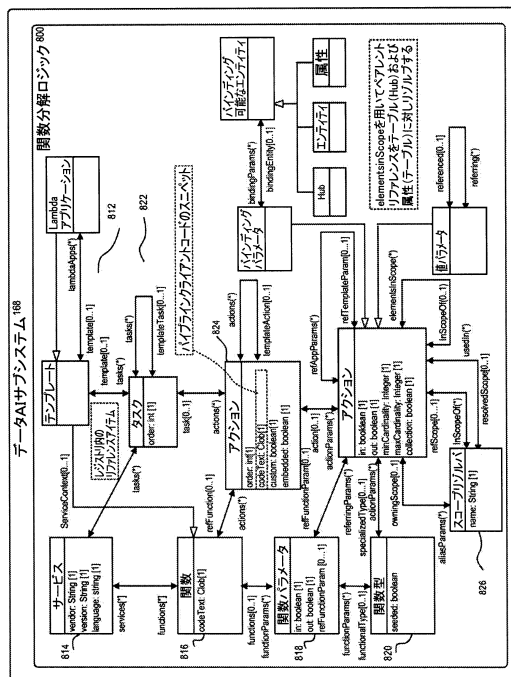 データAIサブシステム168
関数分解ロジック 800
サービス
vendor: String [1]
version: String [1]
language: string [1]
814
services(*)
functions(*)
関数
codeText: Clob[1]
816
functions[0..1]
functionParams(*)
関数パラメータ
in: boolean [1]
out: boolean [1]
refFunctionParam [0....1]
818
functionParams(*)
functionalType[0..1]
関数型
seeded: boolean
820
ServiceContext[0..1]
tasks(*)
レジストリ内の
リファレンスアイテム
テンプレート
template[0..1]
template[0..1]
tasks(*)
Lambda
アプリケーション
lambdaApps(*)
812
822
タスク
order: int [1]
tasks(*)
templateTask[0..1]
task[0..1]
actions(*)
パイプラインクライアントコードのスニペット
refFunction[0..1]
actions(*)
アクション
824
order: int[1]
codeText: Clob[1]
custom: boolean[1]
embedded: boolean [1]
actions(*)
templateAction[0..1]
refFunctionParam[0..1]
action[0..1]
actionParams(*)
referringParams(*)
specializedType[0..1]
actionParams(*)
バインディング
パラメータ
bindingParams(*)
bindingEntity[0..1]
バインディング
可能なエンティティ
Hub
エンティティ
属性
refAppParams(*)
refTemplateParam[0..1]
アクション
in: boolean [1]
out: boolean [1]
minCardinality: Integer [1]
maxCardinality: Integer [1]
collection: boolean [1]
elementsinScope(*)
InScopeOf(0..1)
usedIn(*)
値パラメータ
referenced[0..1]
referring(*)
elementsinScopeを用いてペアレント
リファレンスをテーブル(Hub)および
属性(テーブル)に対しリゾルブする
owningScope[0..1]
aliasParams(*)
refScope[0..1]
InScopeOf(*)
resolvedScope[0..1]
スコープリゾルバ
name: String [1]
826